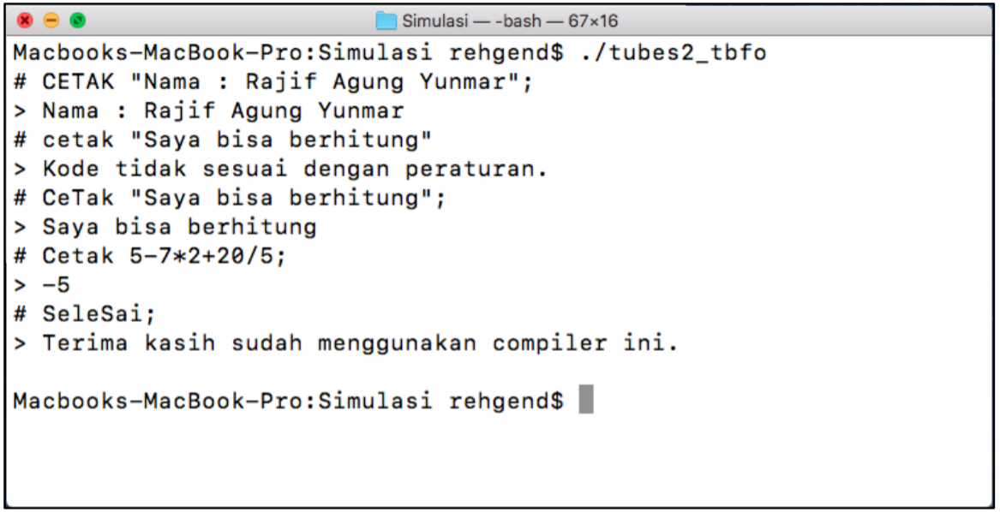 Simulasi — -bash — 67×16
Macbooks-MacBook-Pro:Simulasi rehgend$ ./tubes2_tbfo
# CETAK "Nama : Rajif Agung Yunmar";
> Nama : Rajif Agung Yunmar
# cetak "Saya bisa berhitung"
> Kode tidak sesuai dengan peraturan.
# CeTak "Saya bisa berhitung";
> Saya bisa berhitung
# Cetak 5-7*2+20/5;
> -5
# SeleSai;
> Terima kasih sudah menggunakan compiler ini.
Macbooks-MacBook-Pro:Simulasi rehgend$